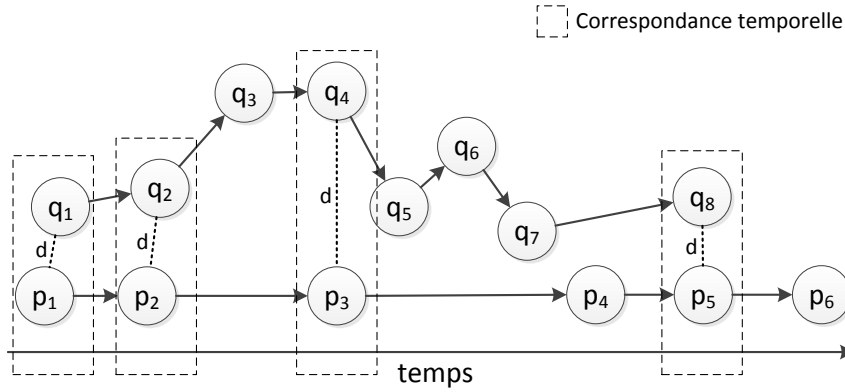 Correspondance temporelle
q3
q4
q6
q2
q1
q5
q7
q8
d
d
d
d
p1
p2
p3
p4
p5
p6
temps